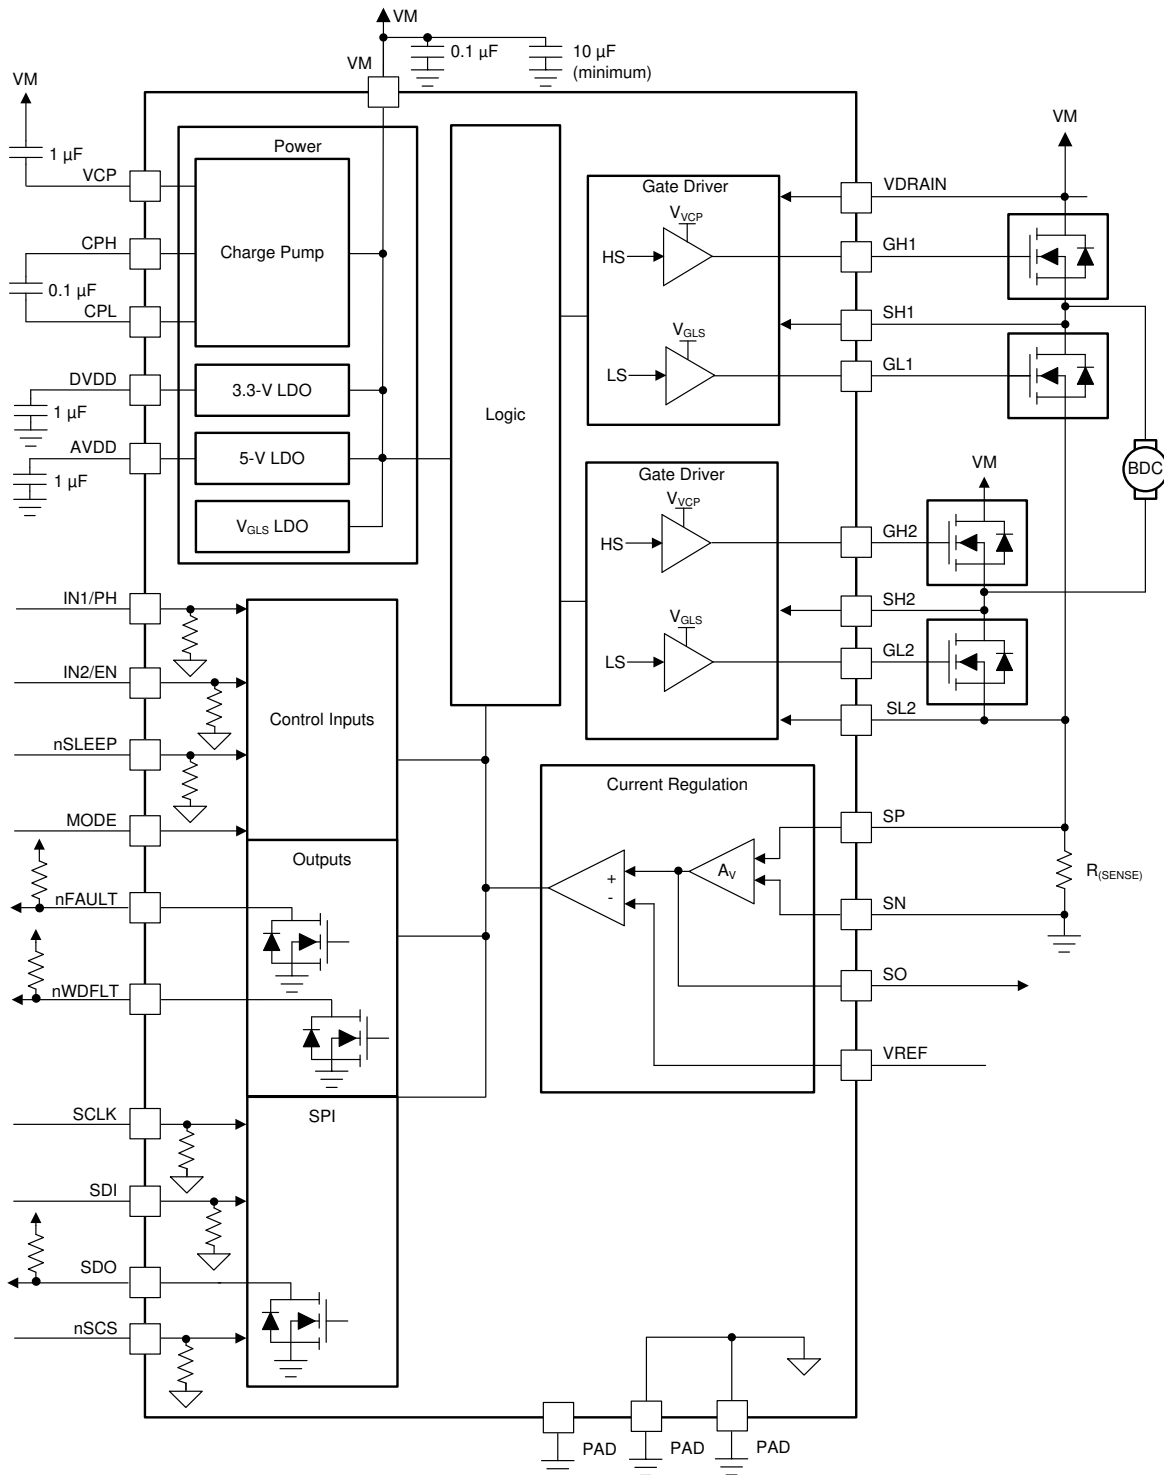 VM
VM
0.1 µF
10 µF
(minimum)
VM
1 µF
VCP
CPH
0.1 µF
CPL
DVDD
1 µF
AVDD
1 µF
Power
Charge Pump
3.3-V LDO
5-V LDO
VGLS LDO
Logic
Gate Driver
VVCP
HS
VGLS
LS
Gate Driver
VVCP
HS
VGLS
LS
VM
VDRAIN
GH1
SH1
GL1
BDC
VM
GH2
SH2
GL2
SL2
IN1/PH
IN2/EN
nSLEEP
MODE
Control Inputs
Outputs
nFAULT
nWDFLT
SPI
SCLK
SDI
SDO
nSCS
Current Regulation
+
-
AV
SP
R(SENSE)
SN
SO
VREF
PAD
PAD
PAD